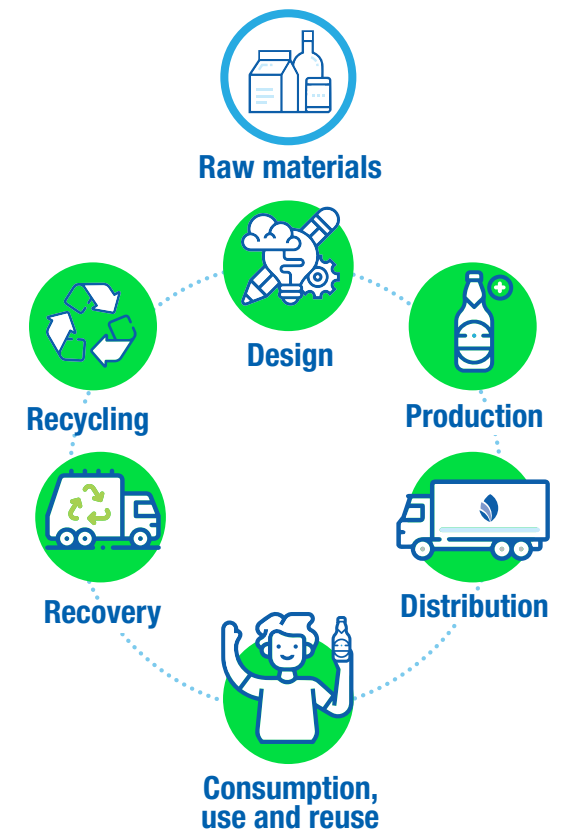 Raw materials
Design
Recycling
Production
Recovery
Distribution
Consumption,
use and reuse